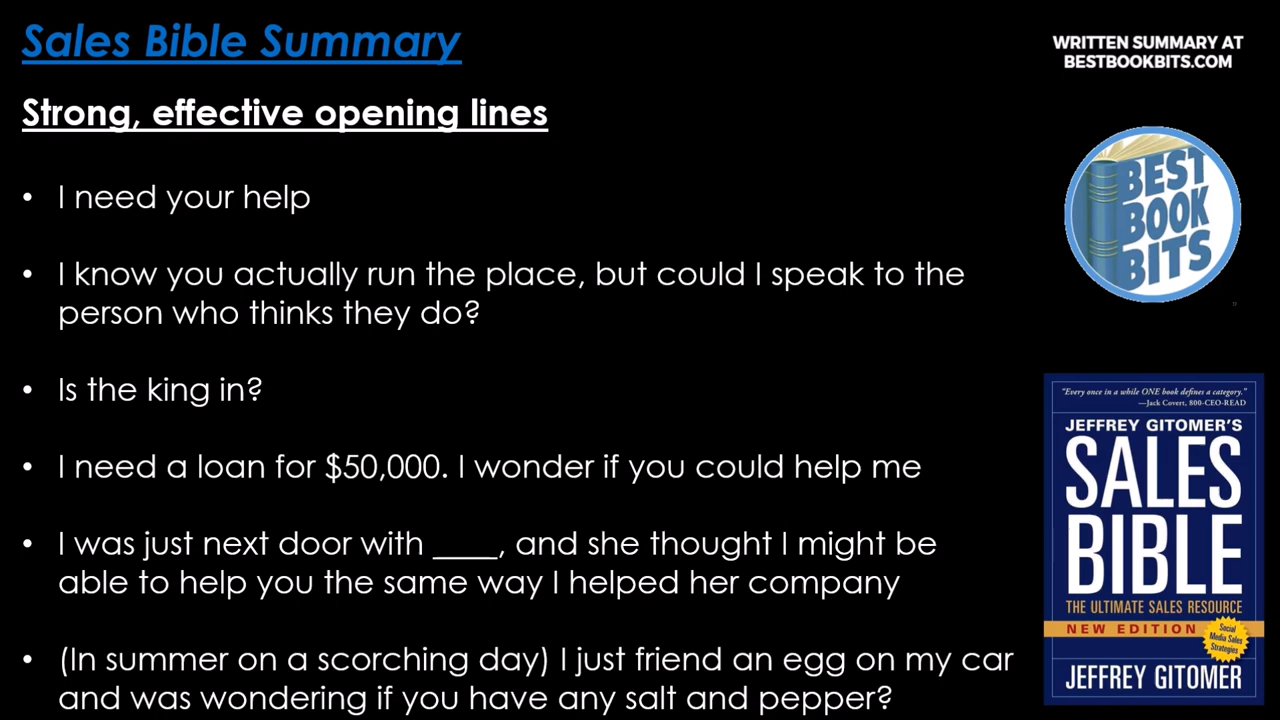 Sales Bible Summary
WRITTEN SUMMARY AT
BESTBOOKBITS.COM
Strong, effective opening lines
BEST
BOOK
BITS
• I need your help
• I know you actually run the place, but could I speak to the
person who thinks they do?
• Is the king in?
• I need a loan for $50,000. I wonder if you could help me
• I was just next door with ____, and she thought I might be
able to help you the same way I helped her company
• (In summer on a scorching day) I just friend an egg on my car
and was wondering if you have any salt and pepper?
"Every once in a while ONE book defines a category."
—Jack Covert, 800-CEO-READ
JEFFREY GITOMER'S
SALES
BIBLE
THE ULTIMATE SALES RESOURCE
NEW EDITION
Social
Media Sales
Strategies
JEFFREY GITOMER